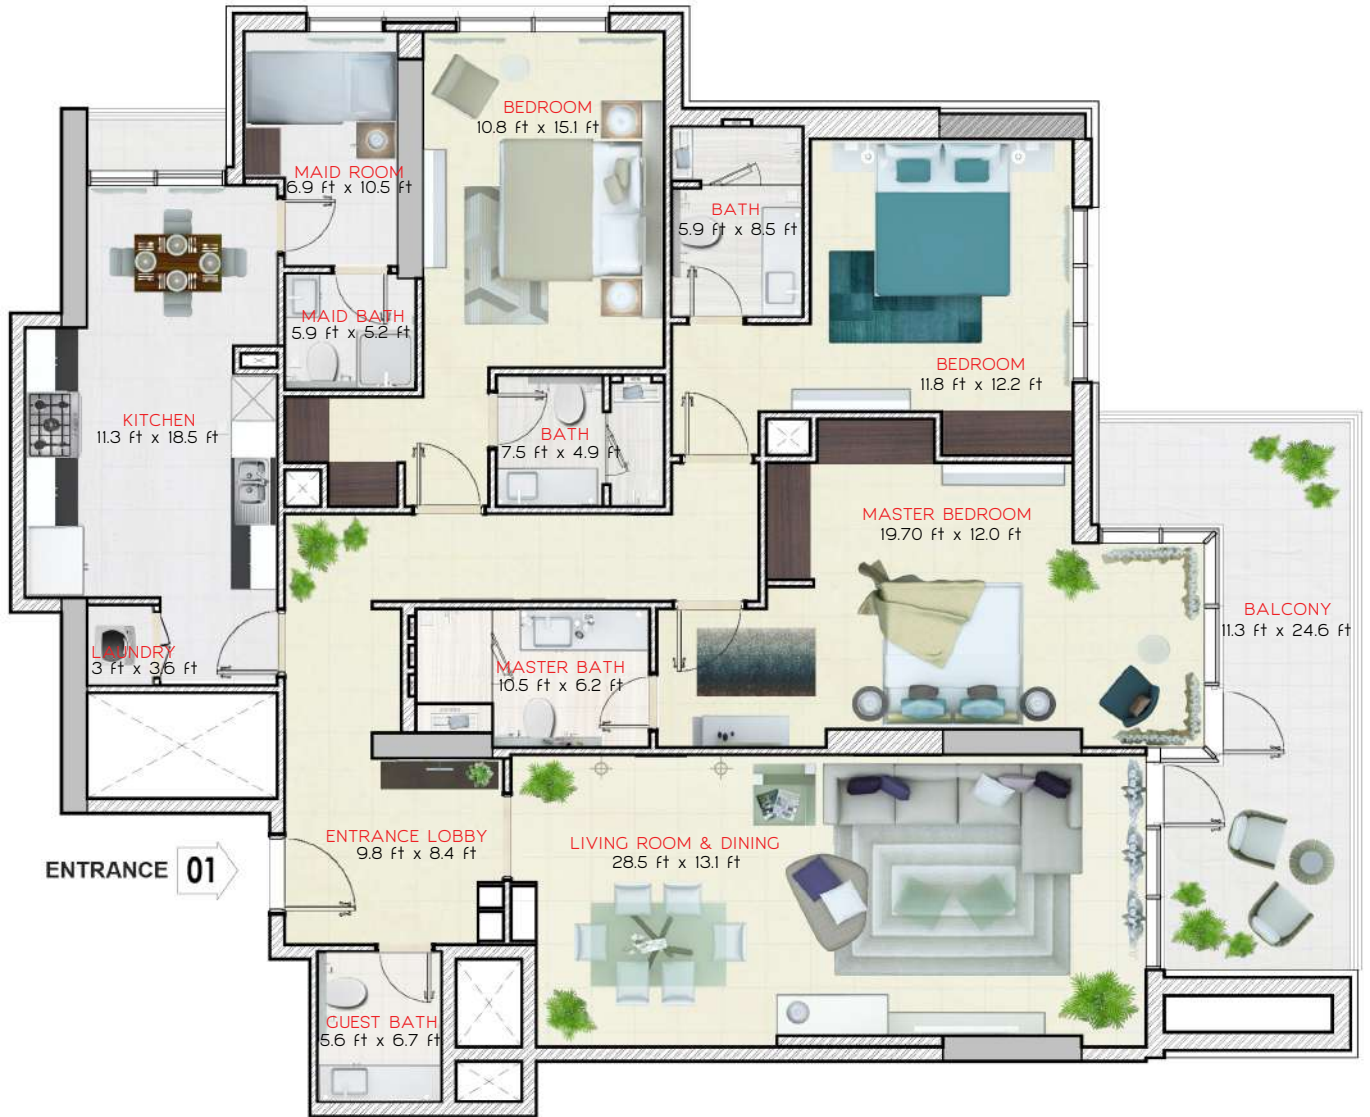 BEDROOM
10.8 ft x 15.1 ft
MAID ROOM
6.9 ft x 10.5 ft
BATH
5.9 ft x 8.5 ft
MAID BATH
5.9 ft x 5.2 ft
BEDROOM
11.8 ft x 12.2 ft
KITCHEN
11.3 ft x 18.5 ft
BATH
7.5 ft x 4.9 ft
MASTER BEDROOM
19.70 ft x 12.0 ft
BALCONY
11.3 ft x 24.6 ft
LAUNDRY
3 ft x 3.6 ft
MASTER BATH
10.5 ft x 6.2 ft
ENTRANCE LOBBY
9.8 ft x 8.4 ft
LIVING ROOM & DINING
28.5 ft x 13.1 ft
ENTRANCE 01
GUEST BATH
5.6 ft x 6.7 ft